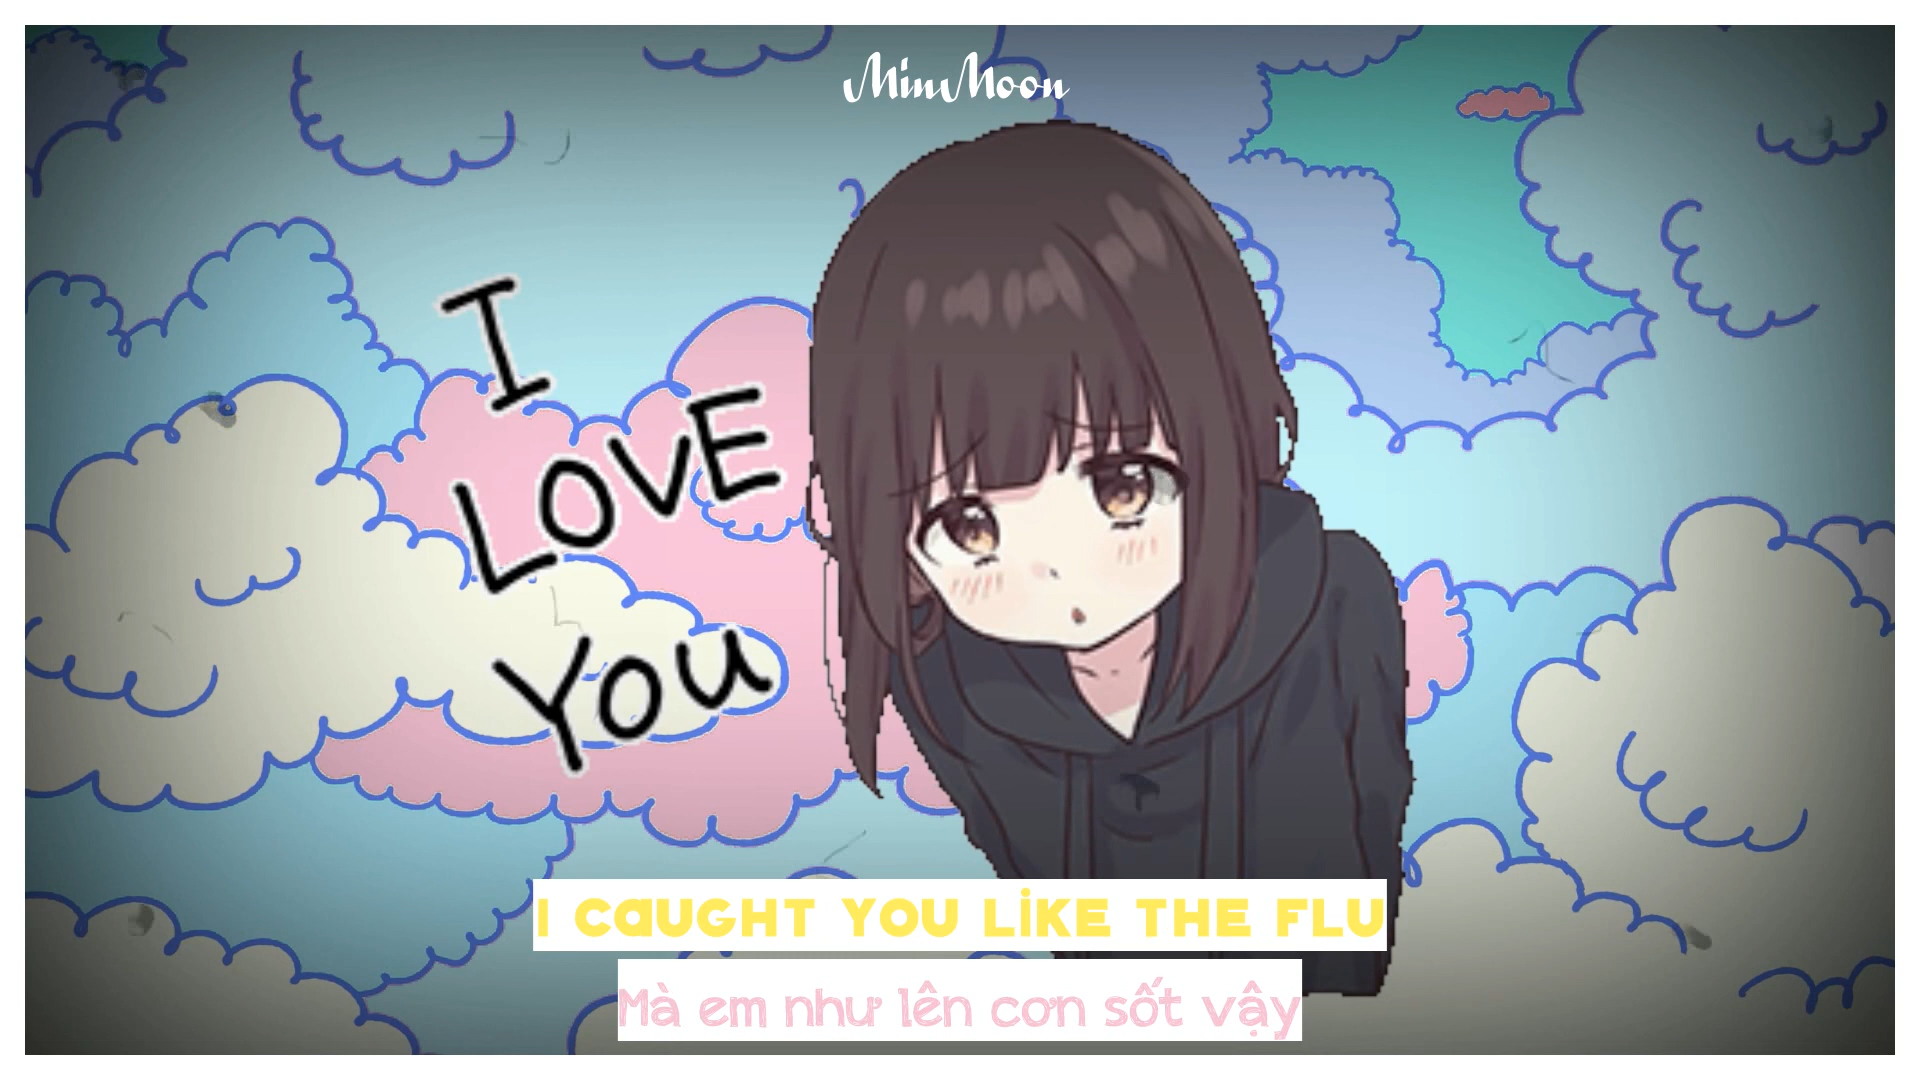 MinMoon
I
LOVE
You
I CAUGHT YOU LIKE THE FLU
Mà em như lên cơn sốt vậy